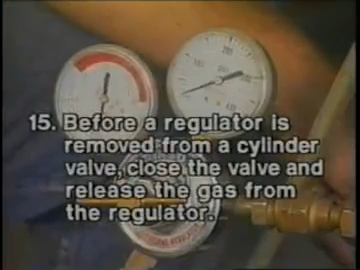 15. Before a regulator is
removed from a cylinder
valve, close the valve and
release the gas from
the regulator.